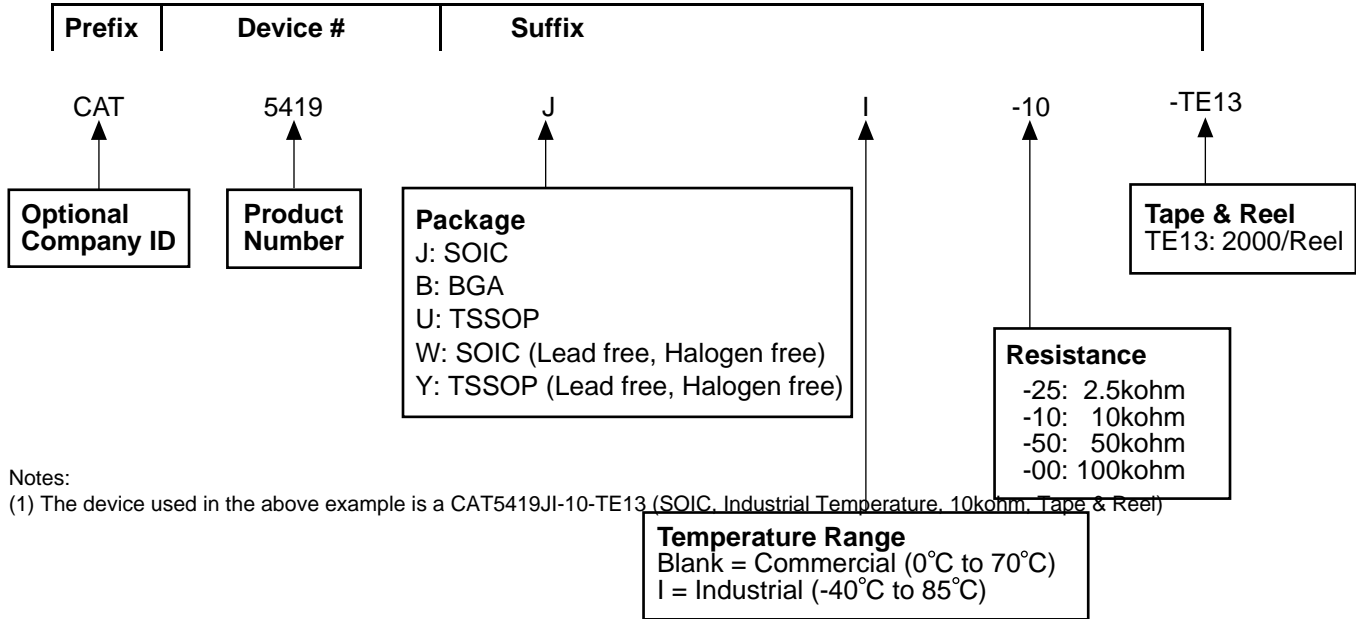 Prefix Device # Suffix
CAT 5419 J I -10 -TE13
Optional
Company ID
Product
Number
Package
J: SOIC
B: BGA
U: TSSOP
W: SOIC (Lead free, Halogen free)
Y: TSSOP (Lead free, Halogen free)
Tape & Reel
TE13: 2000/Reel
Resistance
-25: 2.5kohm
-10: 10kohm
-50: 50kohm
-00: 100kohm
Notes:
(1) The device used in the above example is a CAT5419JI-10-TE13 (SOIC, Industrial Temperature, 10kohm, Tape & Reel)
Temperature Range
Blank = Commercial (0°C to 70°C)
I = Industrial (-40°C to 85°C)